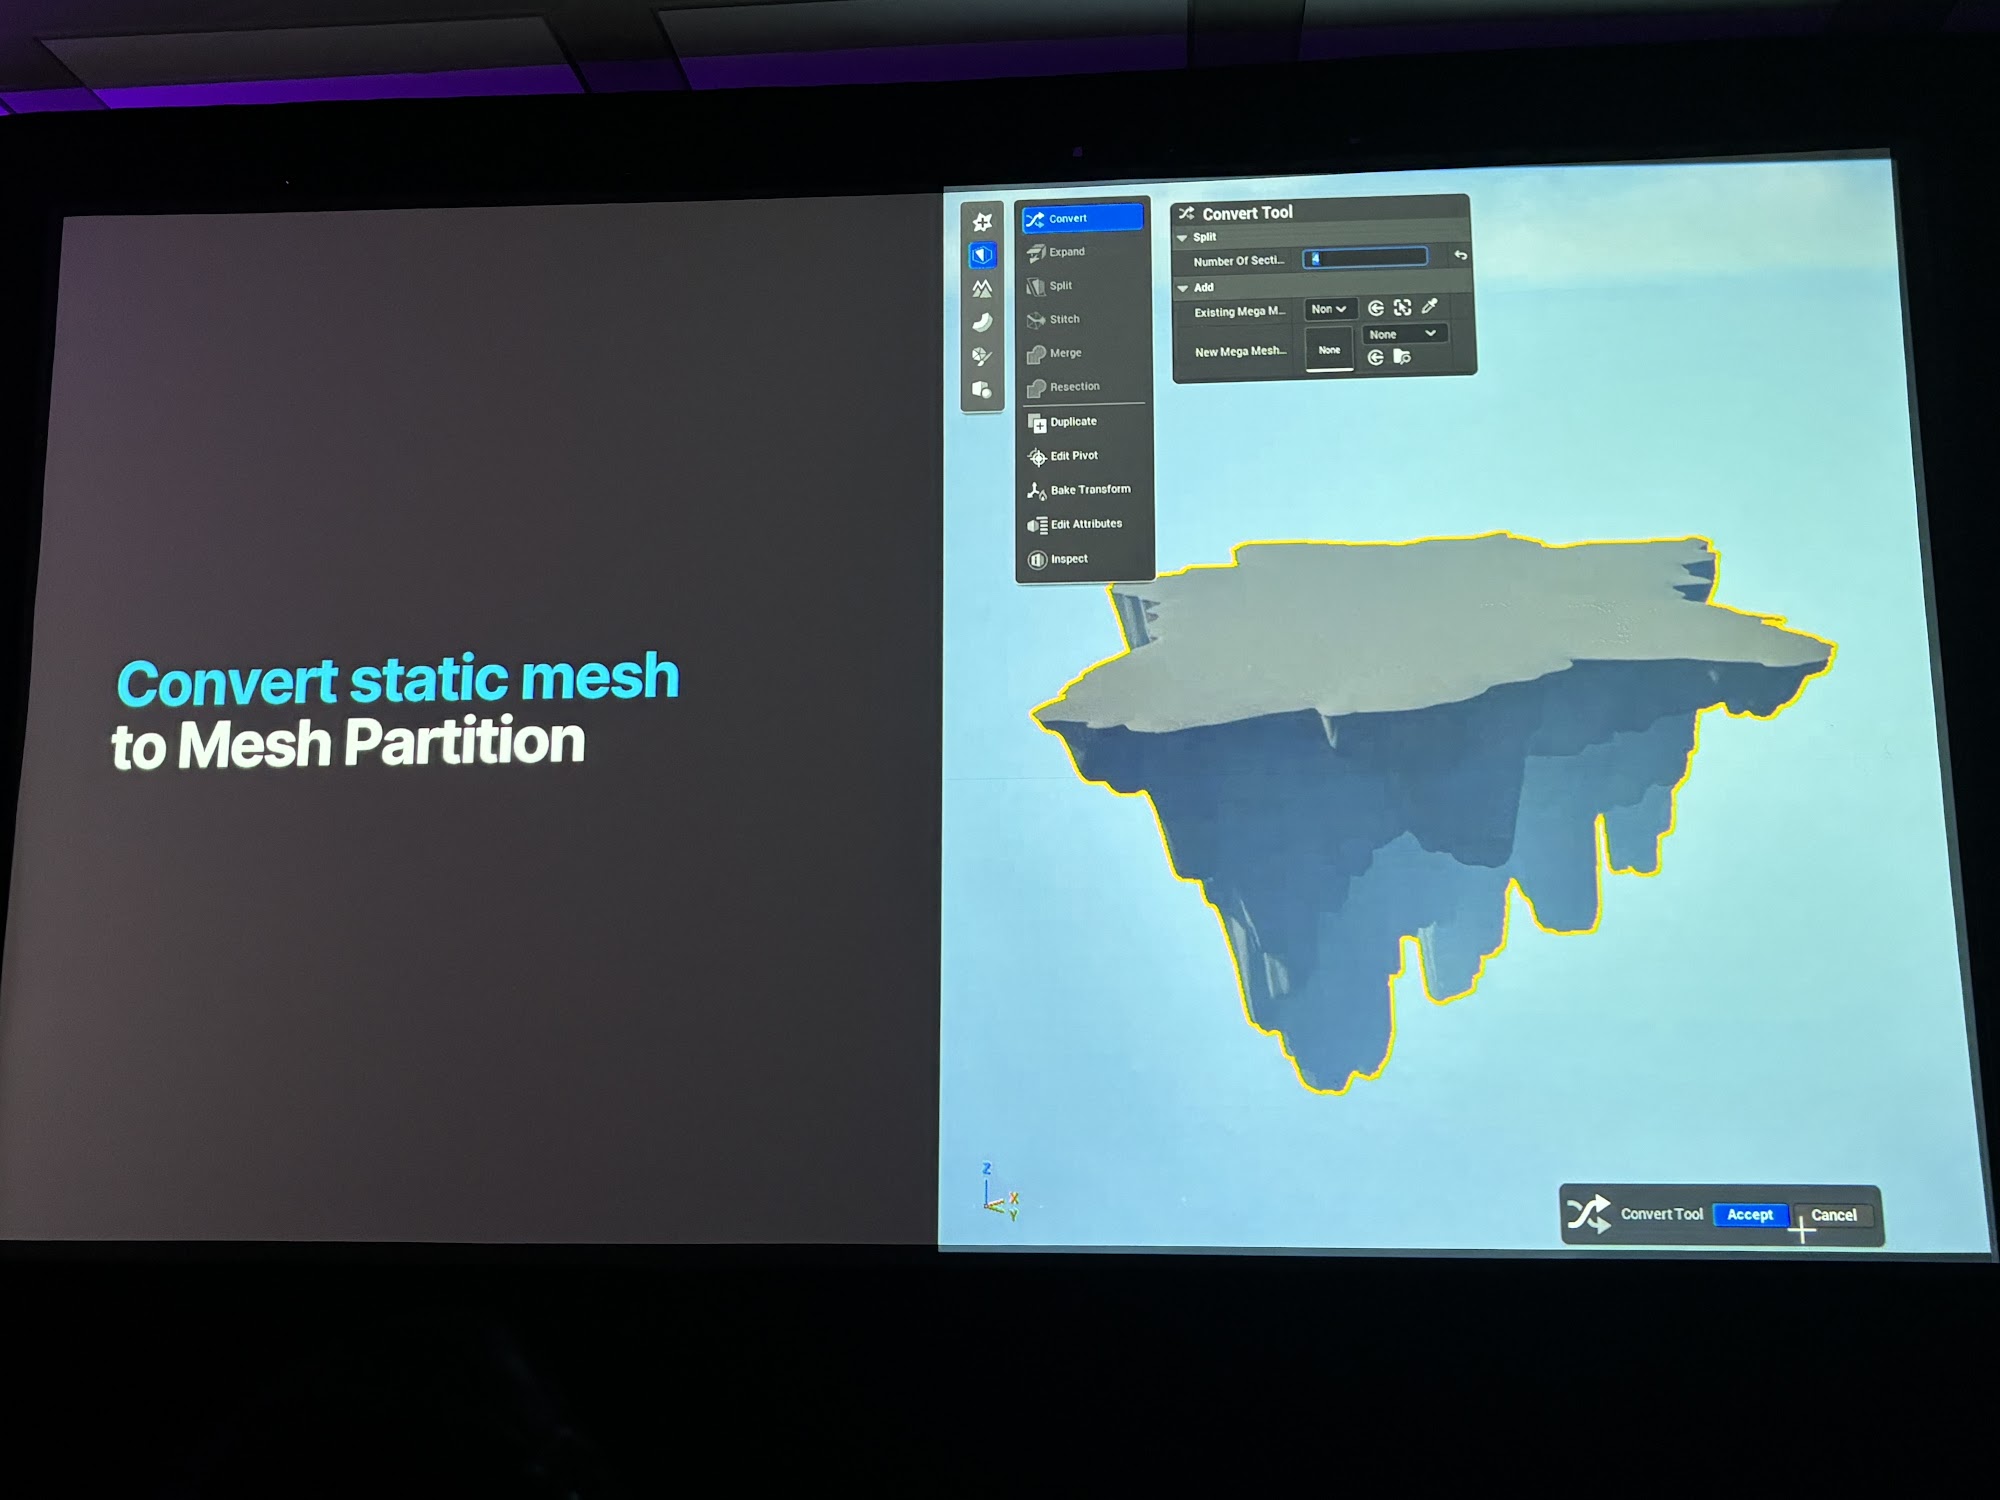 Convert static mesh
to Mesh Partition
Convert
Expand
Split
Stitch
Merge
Resection
Duplicate
Edit Pivot
Bake Transform
Edit Attributes
Inspect
Convert Tool
Split
Number Of Secti... 4
Add
Existing Mega M... Non
New Mega Mesh... None None
Z
X
Y
Convert Tool Accept Cancel